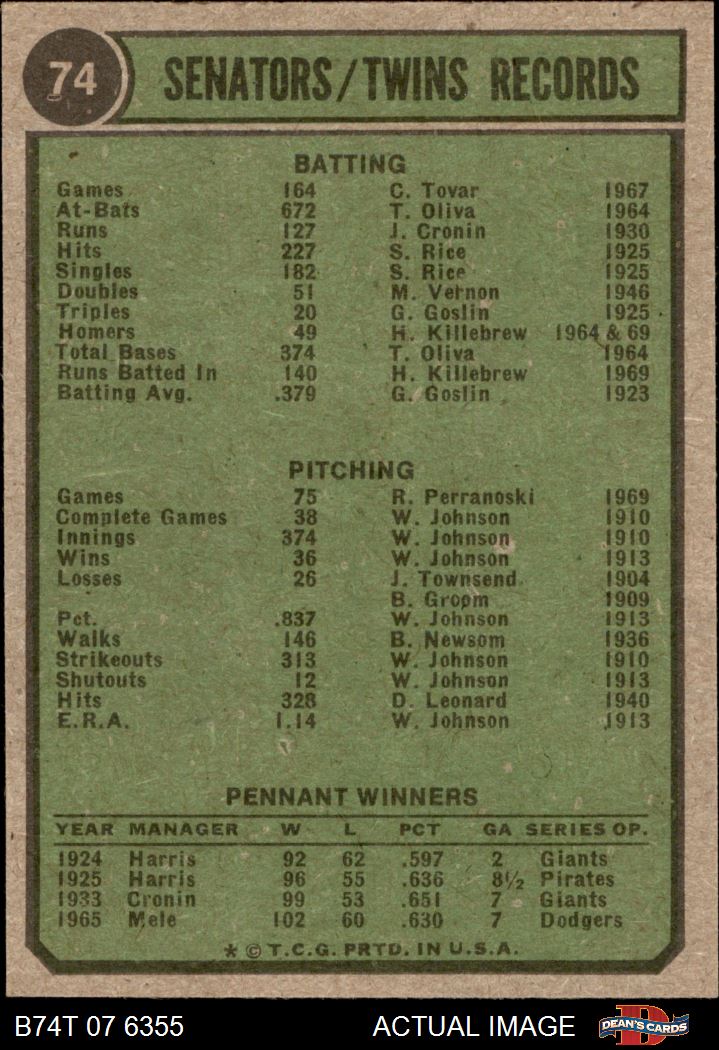 74 SENATORS/TWINS RECORDS
BATTING
Games 164 C. Tovar 1967
At-Bats 672 T. Oliva 1964
Runs 127 J. Cronin 1930
Hits 227 S. Rice 1925
Singles 182 S. Rice 1925
Doubles 51 M. Vernon 1946
Triples 20 G. Goslin 1925
Homers 49 H. Killebrew 1964 & 69
Total Bases 374 T. Oliva 1964
Runs Batted In 140 H. Killebrew 1969
Batting Avg. .379 G. Goslin 1923
PITCHING
Games 75 R. Perranoski 1969
Complete Games 38 W. Johnson 1910
Innings 374 W. Johnson 1910
Wins 36 W. Johnson 1913
Losses 26 J. Townsend 1904
B. Groom 1909
Pct. .837 W. Johnson 1913
Walks 146 B. Newsom 1936
Strikeouts 313 W. Johnson 1910
Shutouts 12 W. Johnson 1913
Hits 328 D. Leonard 1940
E.R.A. 1.14 W. Johnson 1913
PENNANT WINNERS
YEAR MANAGER W L PCT GA SERIES OP.
1924 Harris 92 62 .597 2 Giants
1925 Harris 96 55 .636 8½ Pirates
1933 Cronin 99 53 .651 7 Giants
1965 Mele 102 60 .630 7 Dodgers
* © T.C.G. PRTD. IN U.S.A.
B74T 07 6355 ACTUAL IMAGE D DEAN'S CARDS